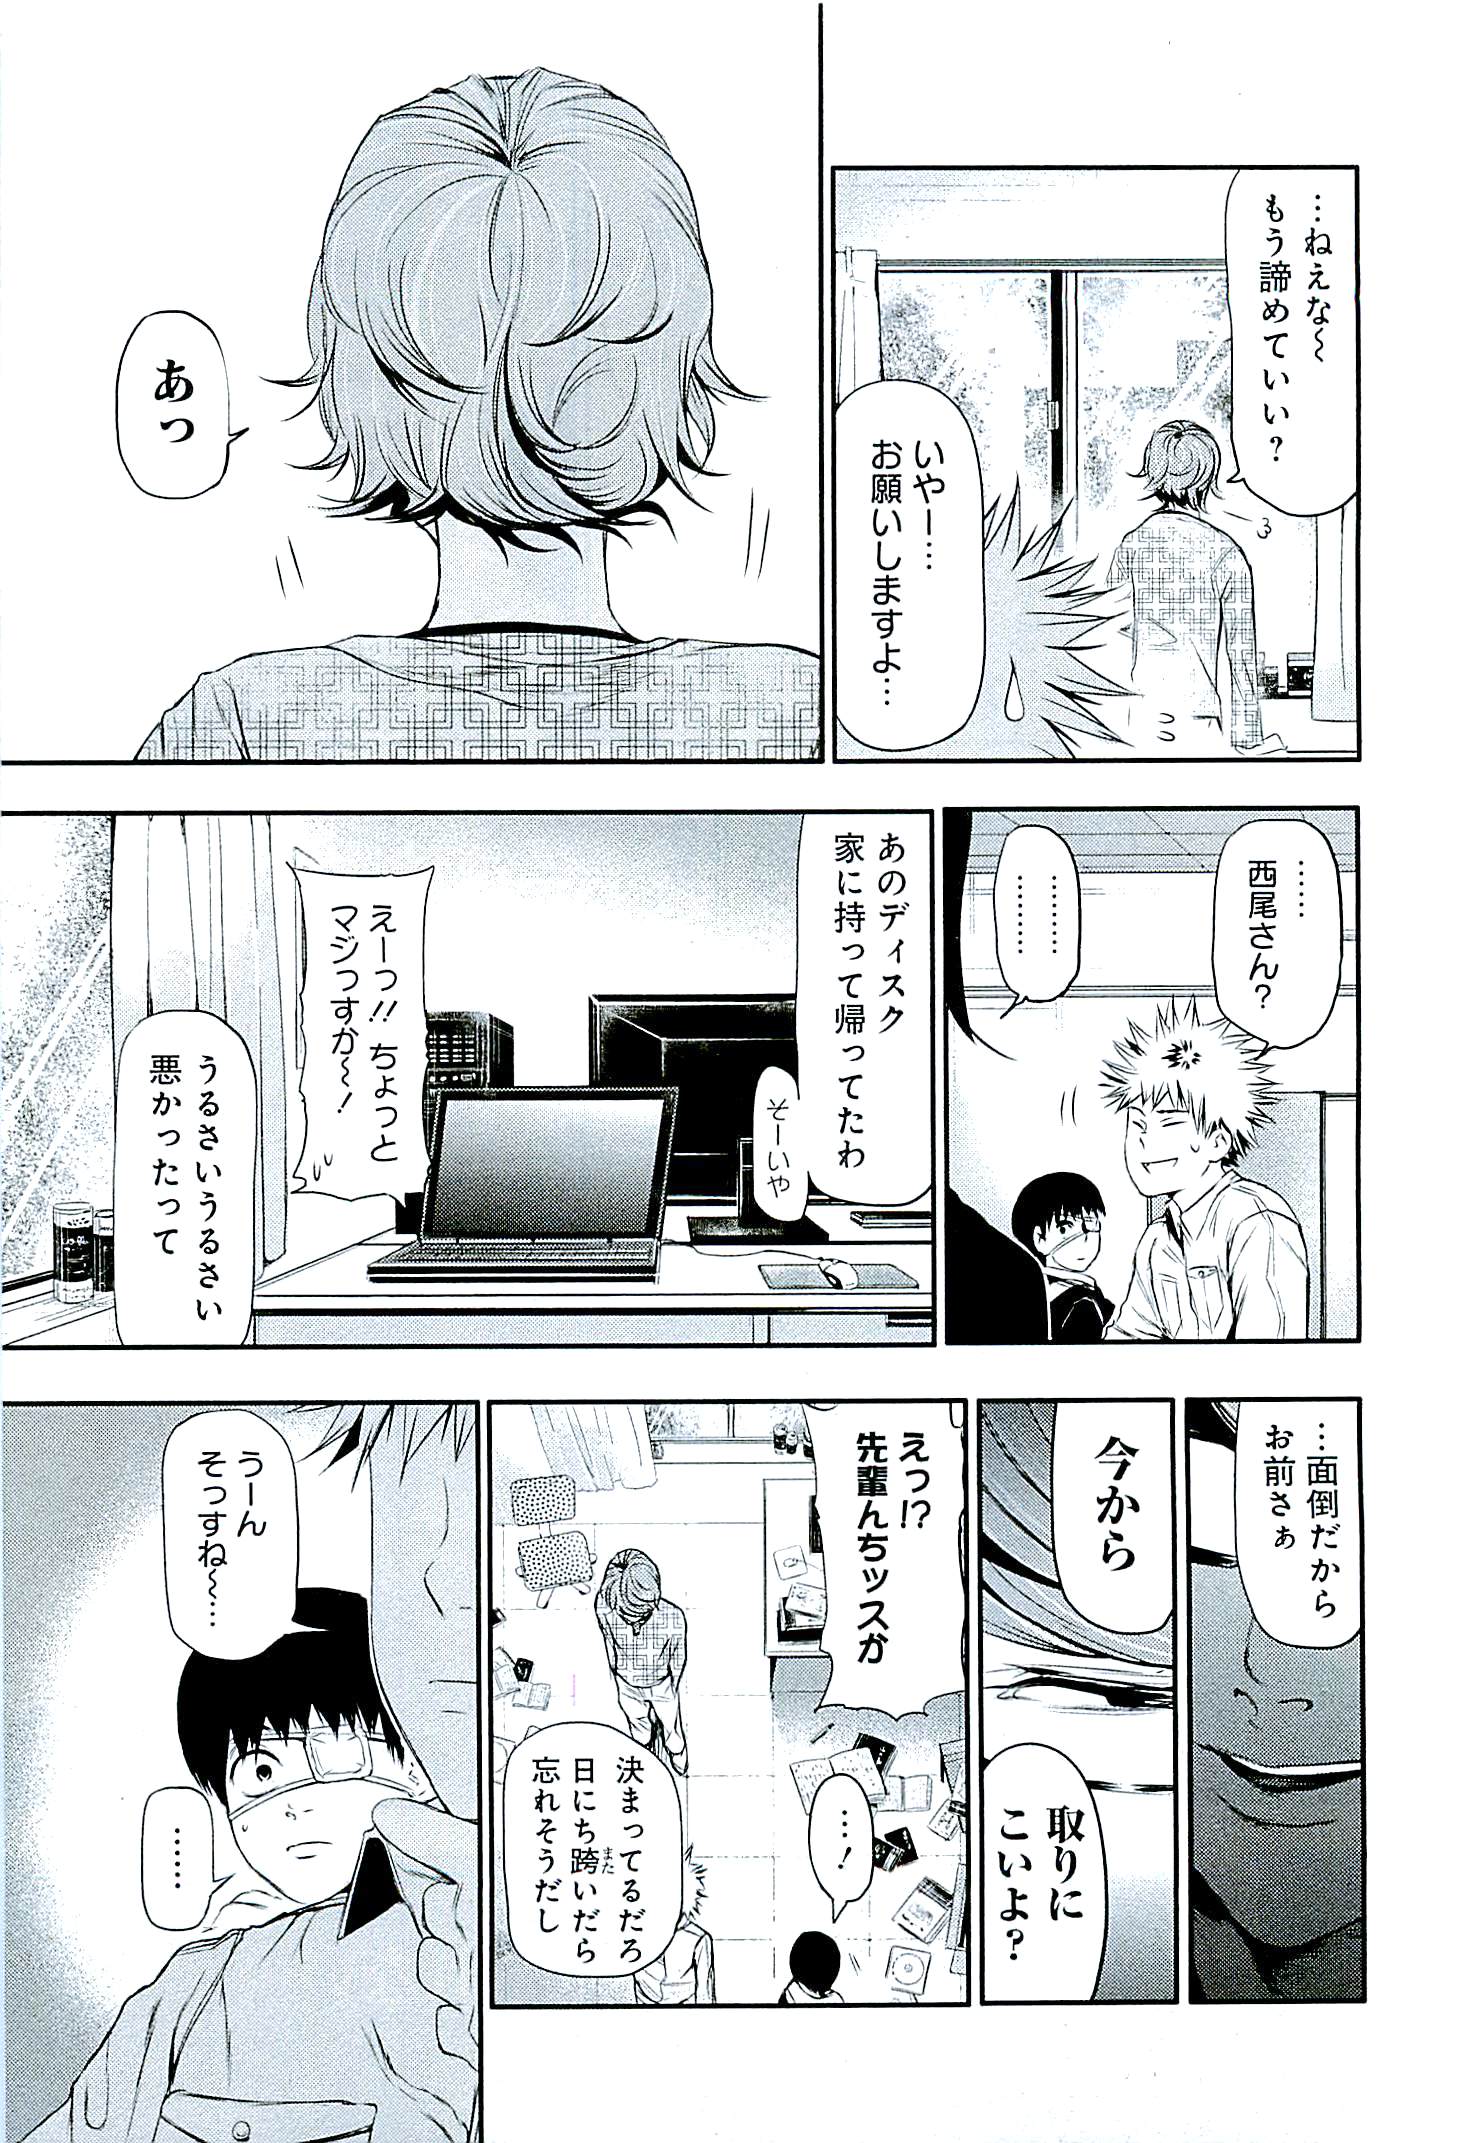 …ねえな～
もう諦めていい？
いやー…
お願いしますよ…
あっ
……
西尾さん？
…………
あのディスク
家に持って帰ってたわ
そーいや
えーっ!! ちょっと
マジっすか～!
うるさいうるさい
悪かったって
…面倒だから
お前さぁ
今から
取りに
こいよ？
えっ!?
先輩んちッスか
…！
決まってるだろ
日にち跨いだら
また
忘れそうだし
うーん
そっすね～…
……